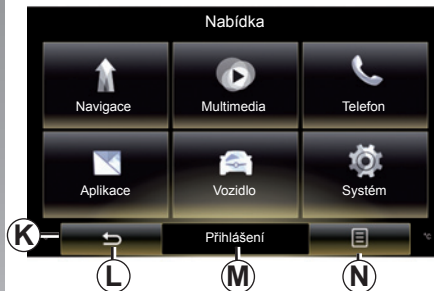 Nabídka
Navigace Multimedia Telefon
Aplikace Vozidlo Systém
K Přihlášení °C
L M N